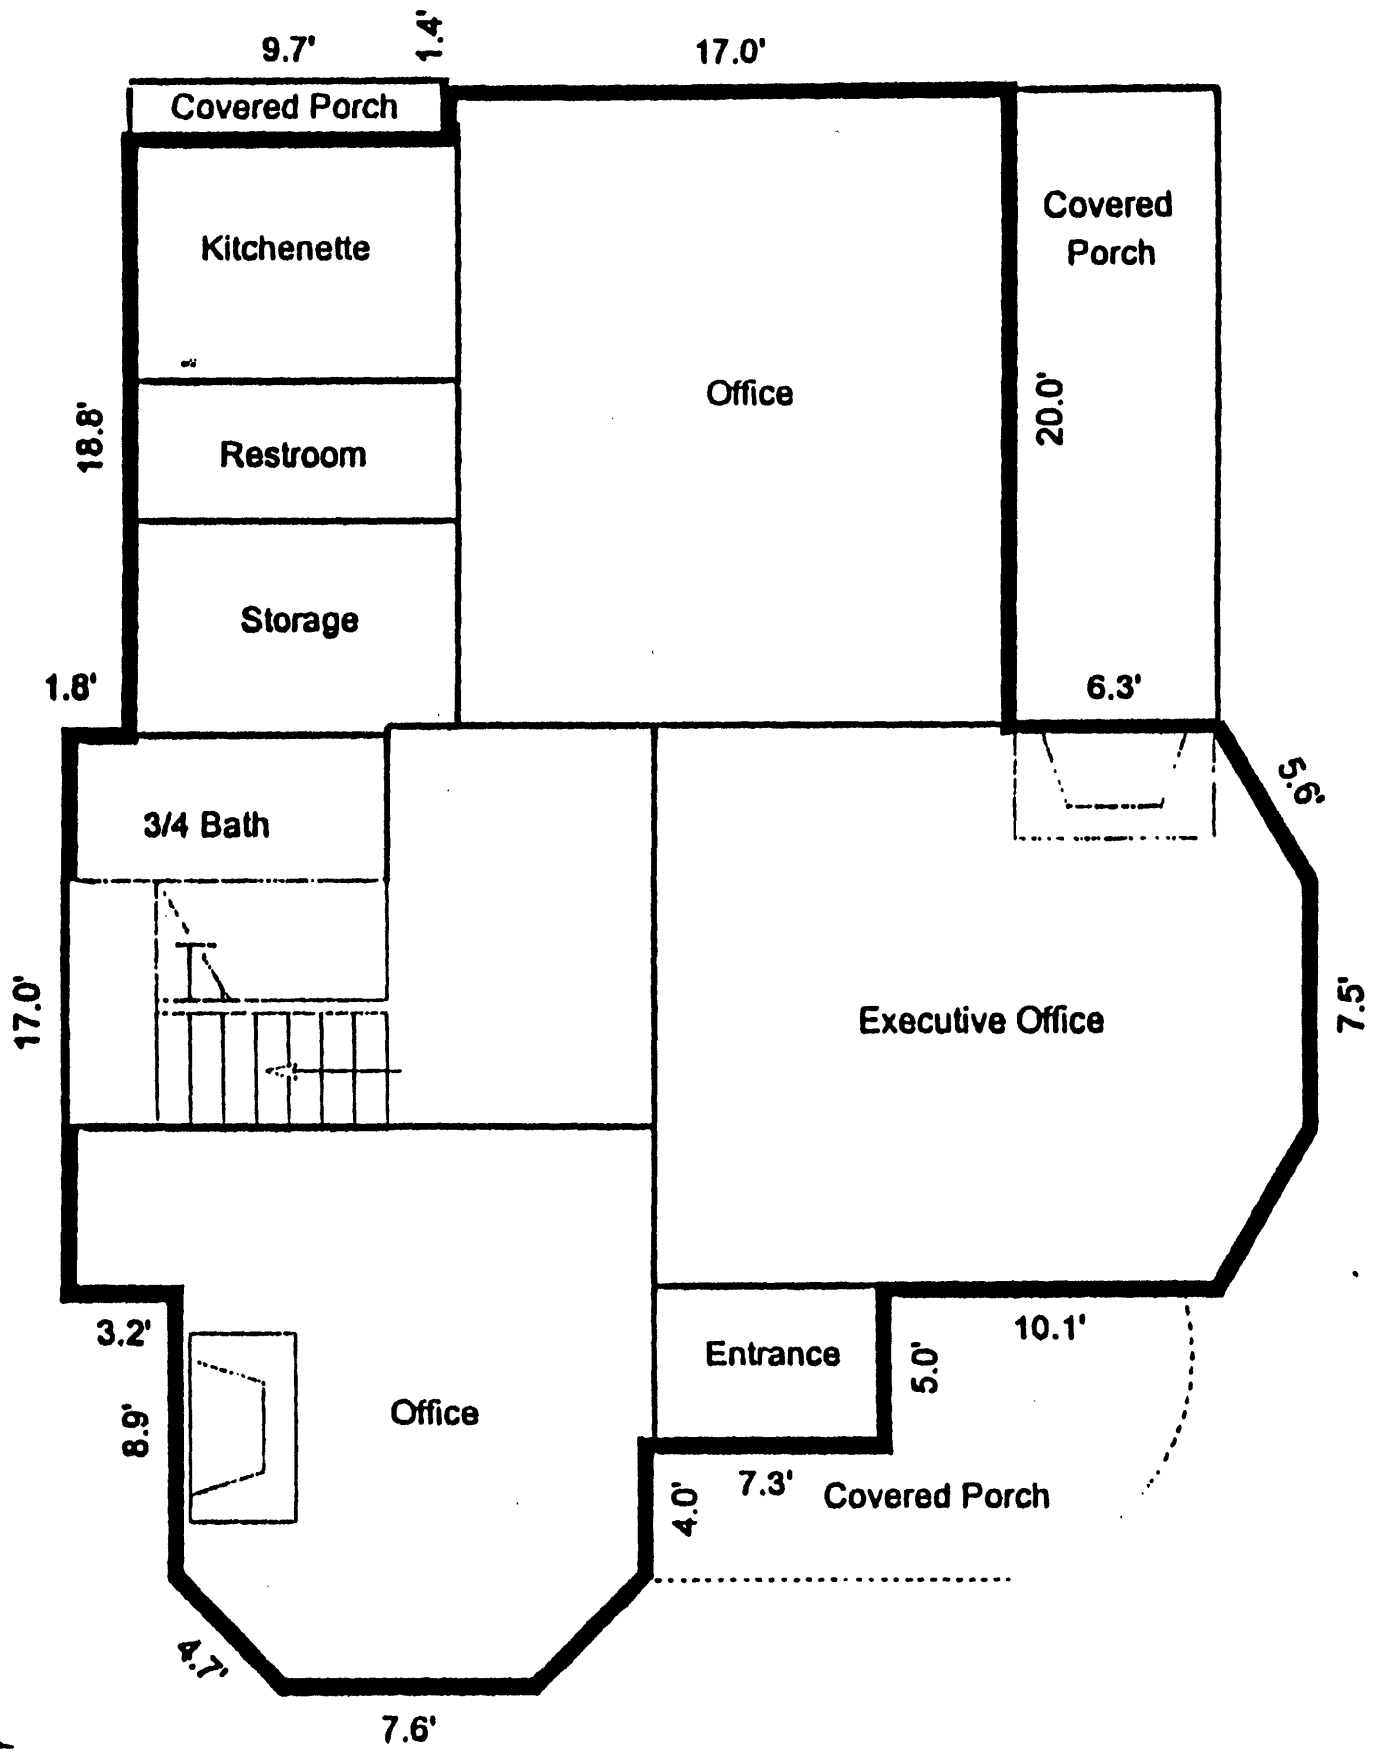 9.7'
1.4'
17.0'
Covered Porch
Covered
Porch
Kitchenette
Office
20.0'
18.8'
Restroom
Storage
1.8'
6.3'
5.6'
3/4 Bath
17.0'
7.5'
Executive Office
3.2'
10.1'
Entrance
5.0'
8.9'
Office
7.3'
4.0'
Covered Porch
4.7'
7.6'